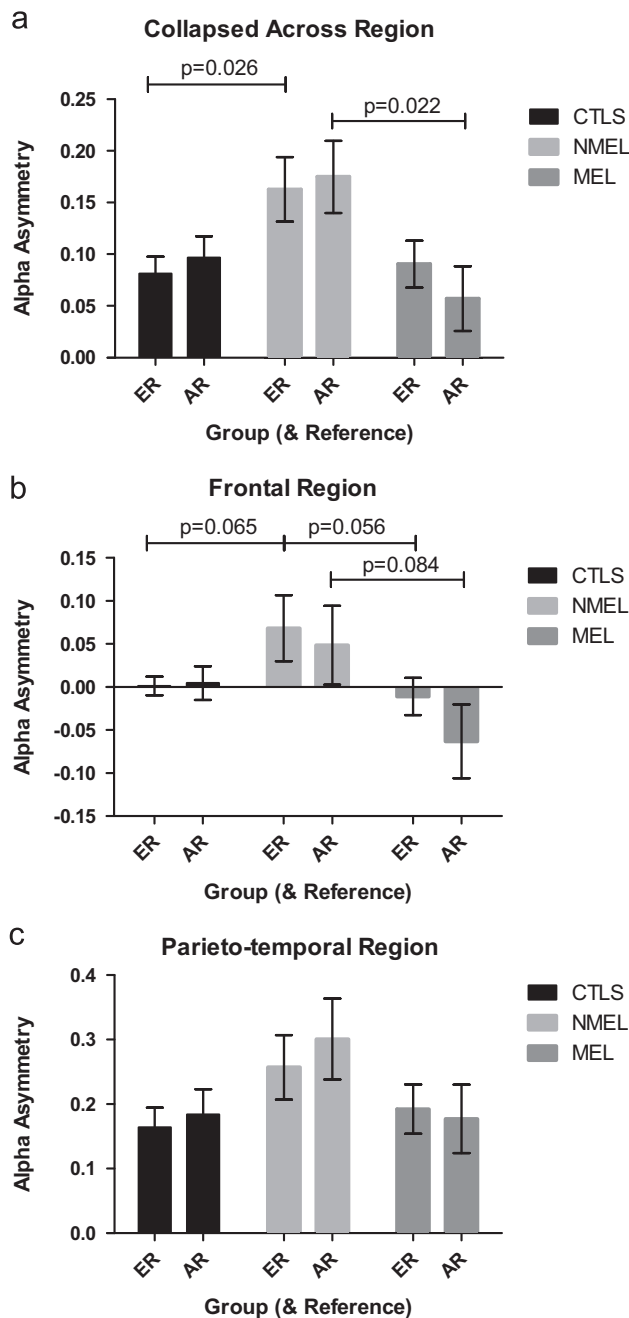 a
Collapsed Across Region
p=0.026
p=0.022
0.25
0.20
0.15
0.10
0.05
0.00
Alpha Asymmetry
CTLS
NMEL
MEL
ER AR ER AR ER AR
Group (& Reference)
b
Frontal Region
p=0.065 p=0.056
p=0.084
0.15
0.10
0.05
0.00
-0.05
-0.10
-0.15
Alpha Asymmetry
CTLS
NMEL
MEL
ER AR ER AR ER AR
Group (& Reference)
c
Parieto-temporal Region
0.4
0.3
0.2
0.1
0.0
Alpha Asymmetry
CTLS
NMEL
MEL
ER AR ER AR ER AR
Group (& Reference)